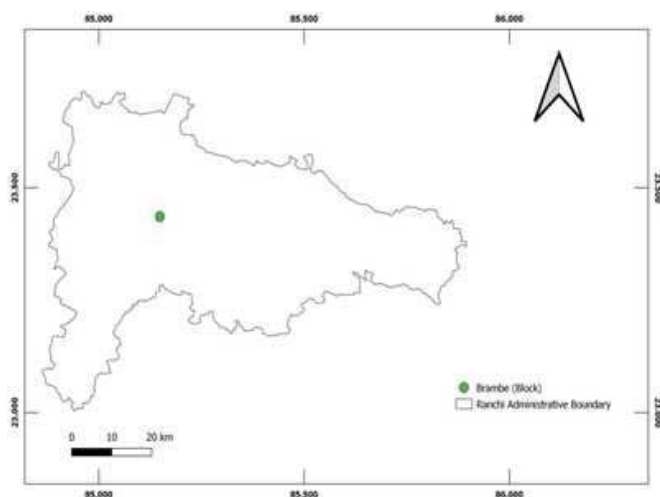 85.000 85.500 86.000
23.500 23.500
Brambe (Block)
Ranchi Administrative Boundary
23.000 23.000
0 10 20 km
85.000 85.500 86.000